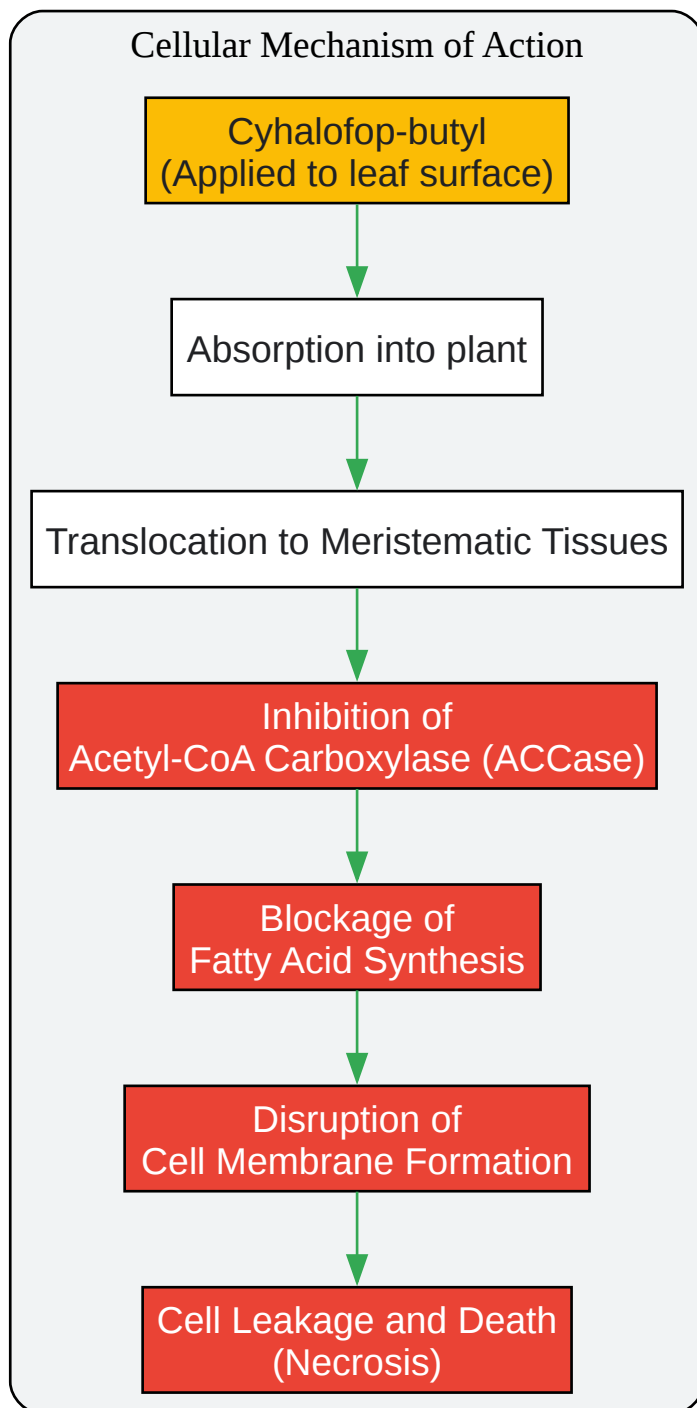 Cellular Mechanism of Action
Cyhalofop-butyl
(Applied to leaf surface)
Absorption into plant
Translocation to Meristematic Tissues
Inhibition of
Acetyl-CoA Carboxylase (ACCase)
Blockage of
Fatty Acid Synthesis
Disruption of
Cell Membrane Formation
Cell Leakage and Death
(Necrosis)